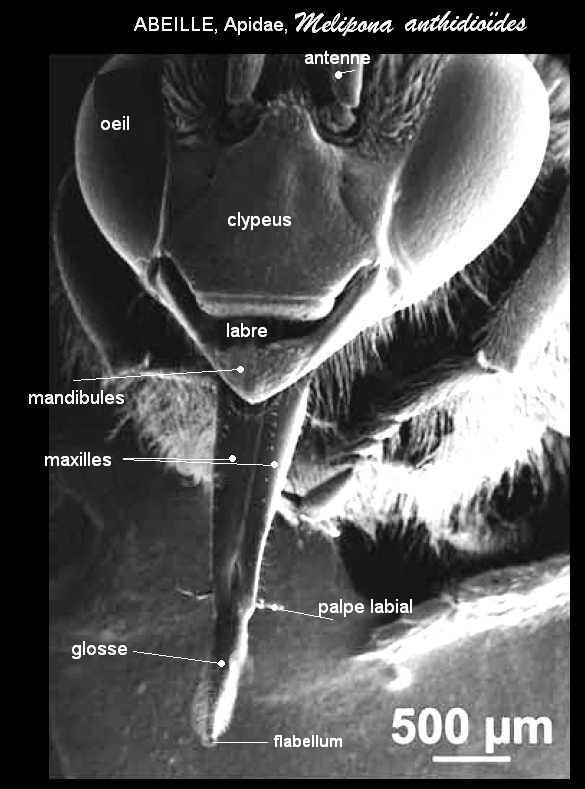 ABEILLE, Apidae, Melipona anthidioïdes
antenne
oeil
clypeus
labre
mandibules
maxilles
palpe labial
glosse
flabellum
500 µm